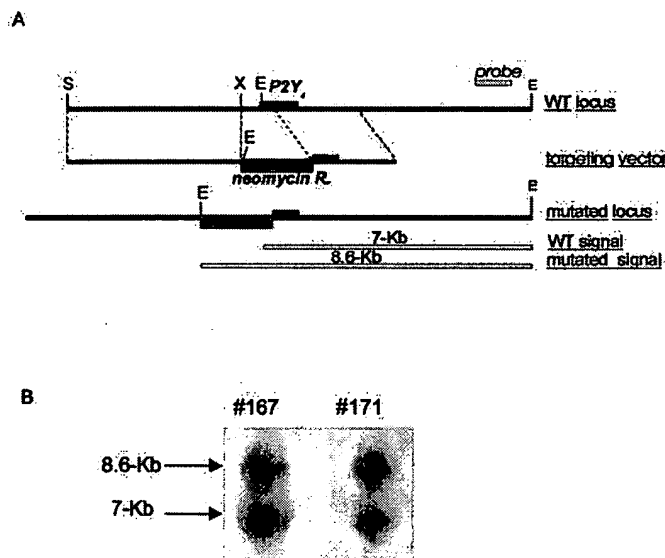 A
S X E P2Y4 probe E
WT locus
E
targeting vector
neomycin R.
E E
mutated locus
7-Kb
WT signal
8.6-Kb
mutated signal
B
#167 #171
8.6-Kb
7-Kb